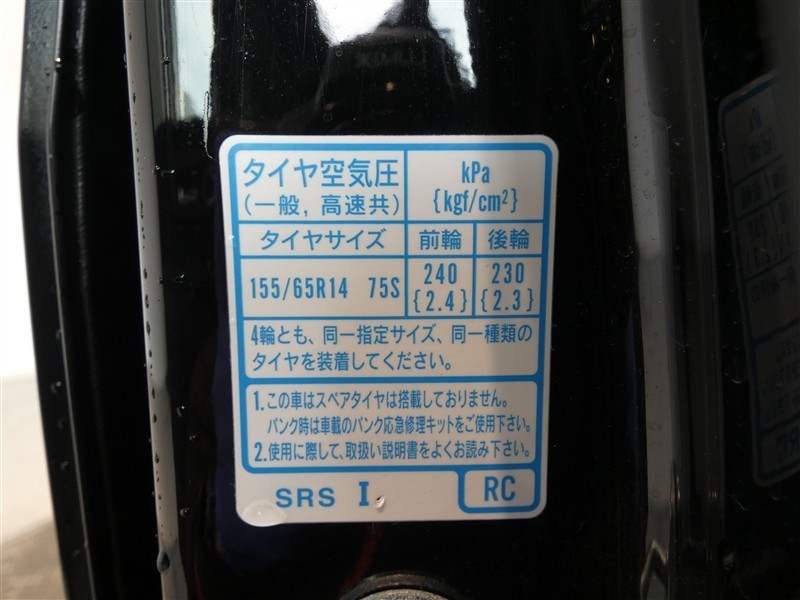 タイヤ空気圧 kPa
(一般, 高速共) {kgf/cm²}
タイヤサイズ 前輪 後輪
155/65R14 75S 240 230
{2.4} {2.3}
4輪とも、同一指定サイズ、同一種類の
タイヤを装着してください。
1.この車はスペアタイヤは搭載しておりません。
パンク時は車載のパンク応急修理キットをご使用下さい。
2.使用に際して、取扱い説明書をよくお読み下さい。
SRS I RC